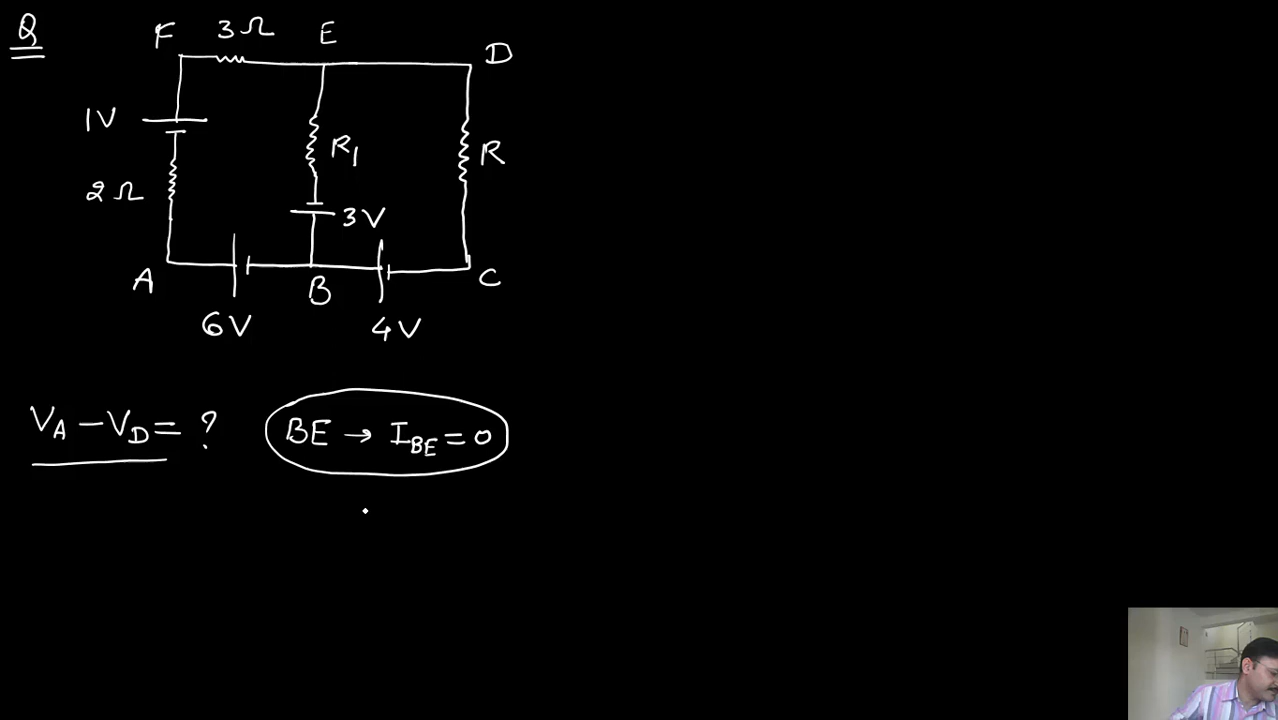 Q
F 3Ω E D
1V R₁ R
2Ω 3V
A B C
6V 4V
V_A − V_D = ? BE → I_BE = 0